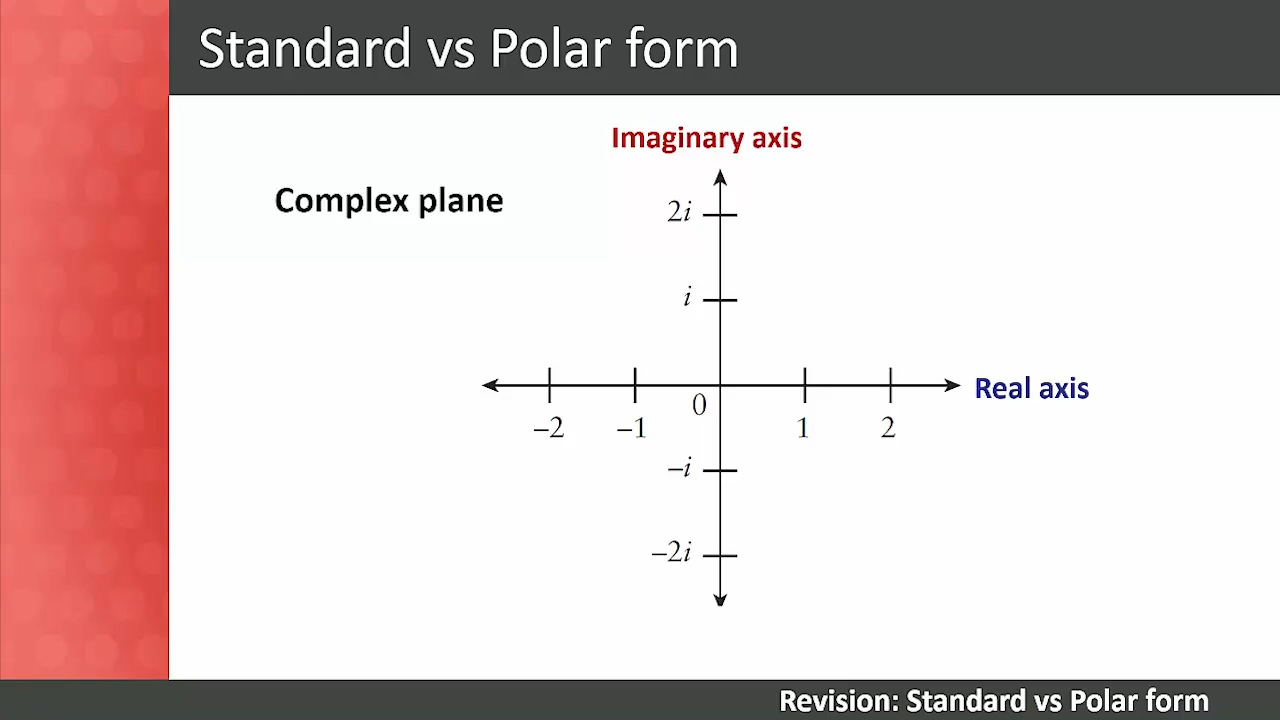 Standard vs Polar form
Imaginary axis
Complex plane
2i
i
Real axis
0
–2 –1 1 2
–i
–2i
Revision: Standard vs Polar form